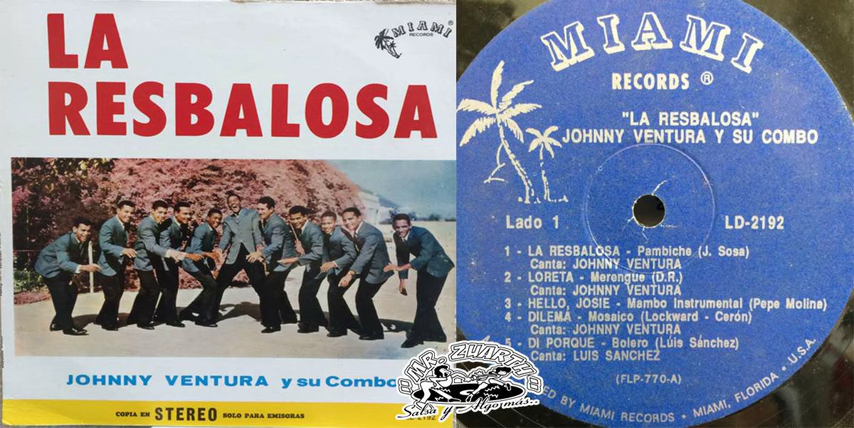 LA
RESBALOSA
MIAMI ®
RECORDS
JOHNNY VENTURA y su Combo
COPIA EN STEREO SOLO PARA EMISORAS
MIAMI
RECORDS ®
"LA RESBALOSA"
JOHNNY VENTURA Y SU COMBO
Lado 1 LD-2192
1 - LA RESBALOSA - Pambiche (J. Sosa)
Canta: JOHNNY VENTURA
2 - LORETA - Merengue (D.R.)
Canta: JOHNNY VENTURA
3 - HELLO, JOSIE - Mambo Instrumental (Pepe Molina)
4 - DILEMA - Mosaico (Lockward - Cerón)
Canta: JOHNNY VENTURA
5 - DI PORQUE - Bolero (Lúis Sánchez)
Canta: LUIS SANCHEZ
(FLP-770-A)
BY MIAMI RECORDS • MIAMI, FLORIDA • U.S.A.
MR. ZUARTH
Salsa y Algo más..